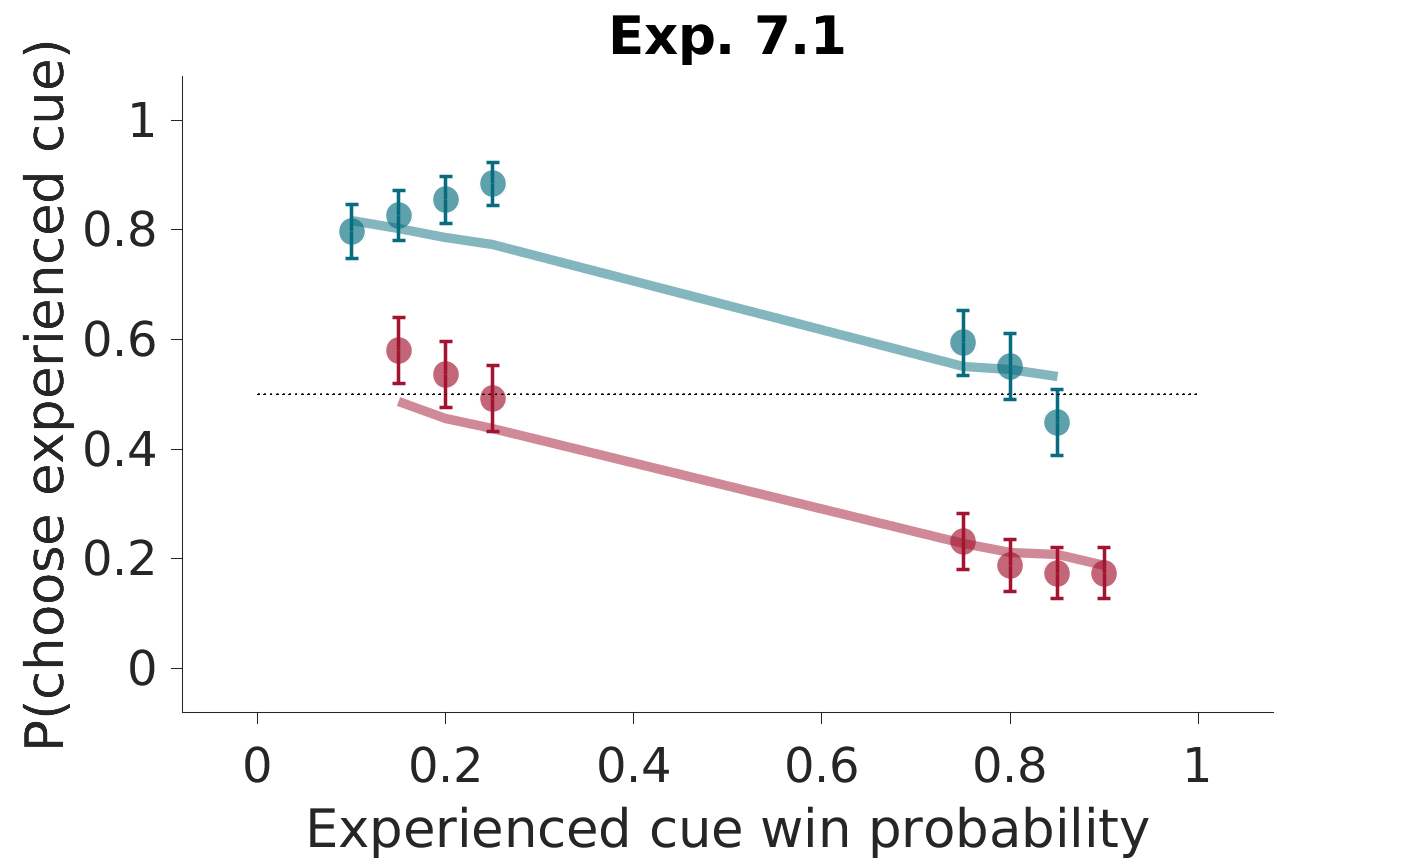 Exp. 7.1
P(choose experienced cue)
1
0.8
0.6
0.4
0.2
0
0 0.2 0.4 0.6 0.8 1
Experienced cue win probability